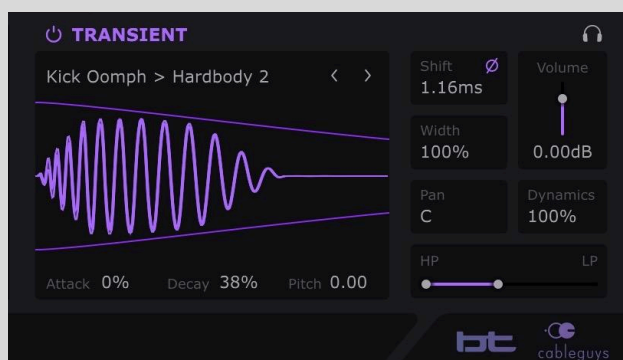 TRANSIENT
Kick Oomph > Hardbody 2 < >
Attack 0% Decay 38% Pitch 0.00
Shift Ø
1.16ms
Volume
0.00dB
Width
100%
Pan
C
Dynamics
100%
HP LP
bt
cableguys